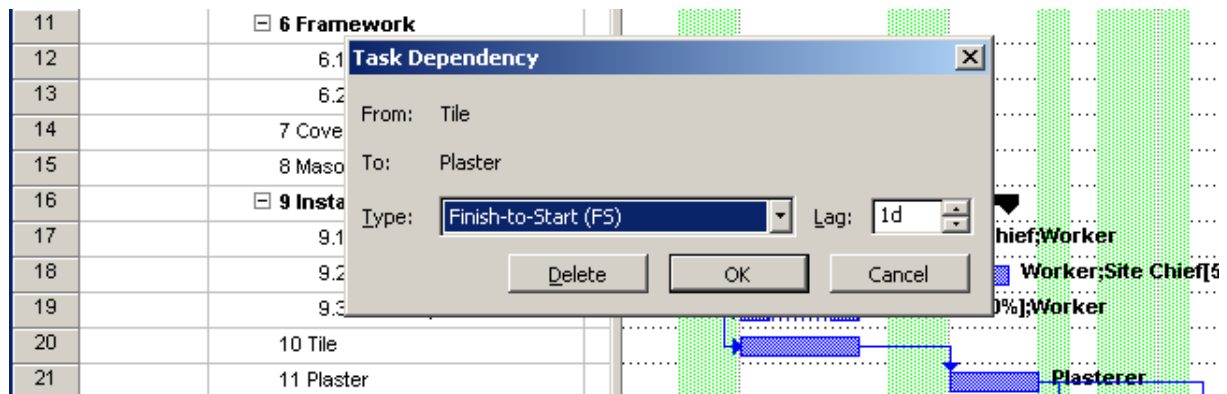 11 6 Framework
12 6.1
Task Dependency
13 6.2
From: Tile
14 7 Cove
15 8 Maso
To: Plaster
16 9 Insta
Type: Finish-to-Start (FS) Lag: 1d
17 9.1 hief;Worker
18 9.2 Worker;Site Chief[5
Delete OK Cancel
19 9.3 0%];Worker
20 10 Tile
21 11 Plaster Plasterer